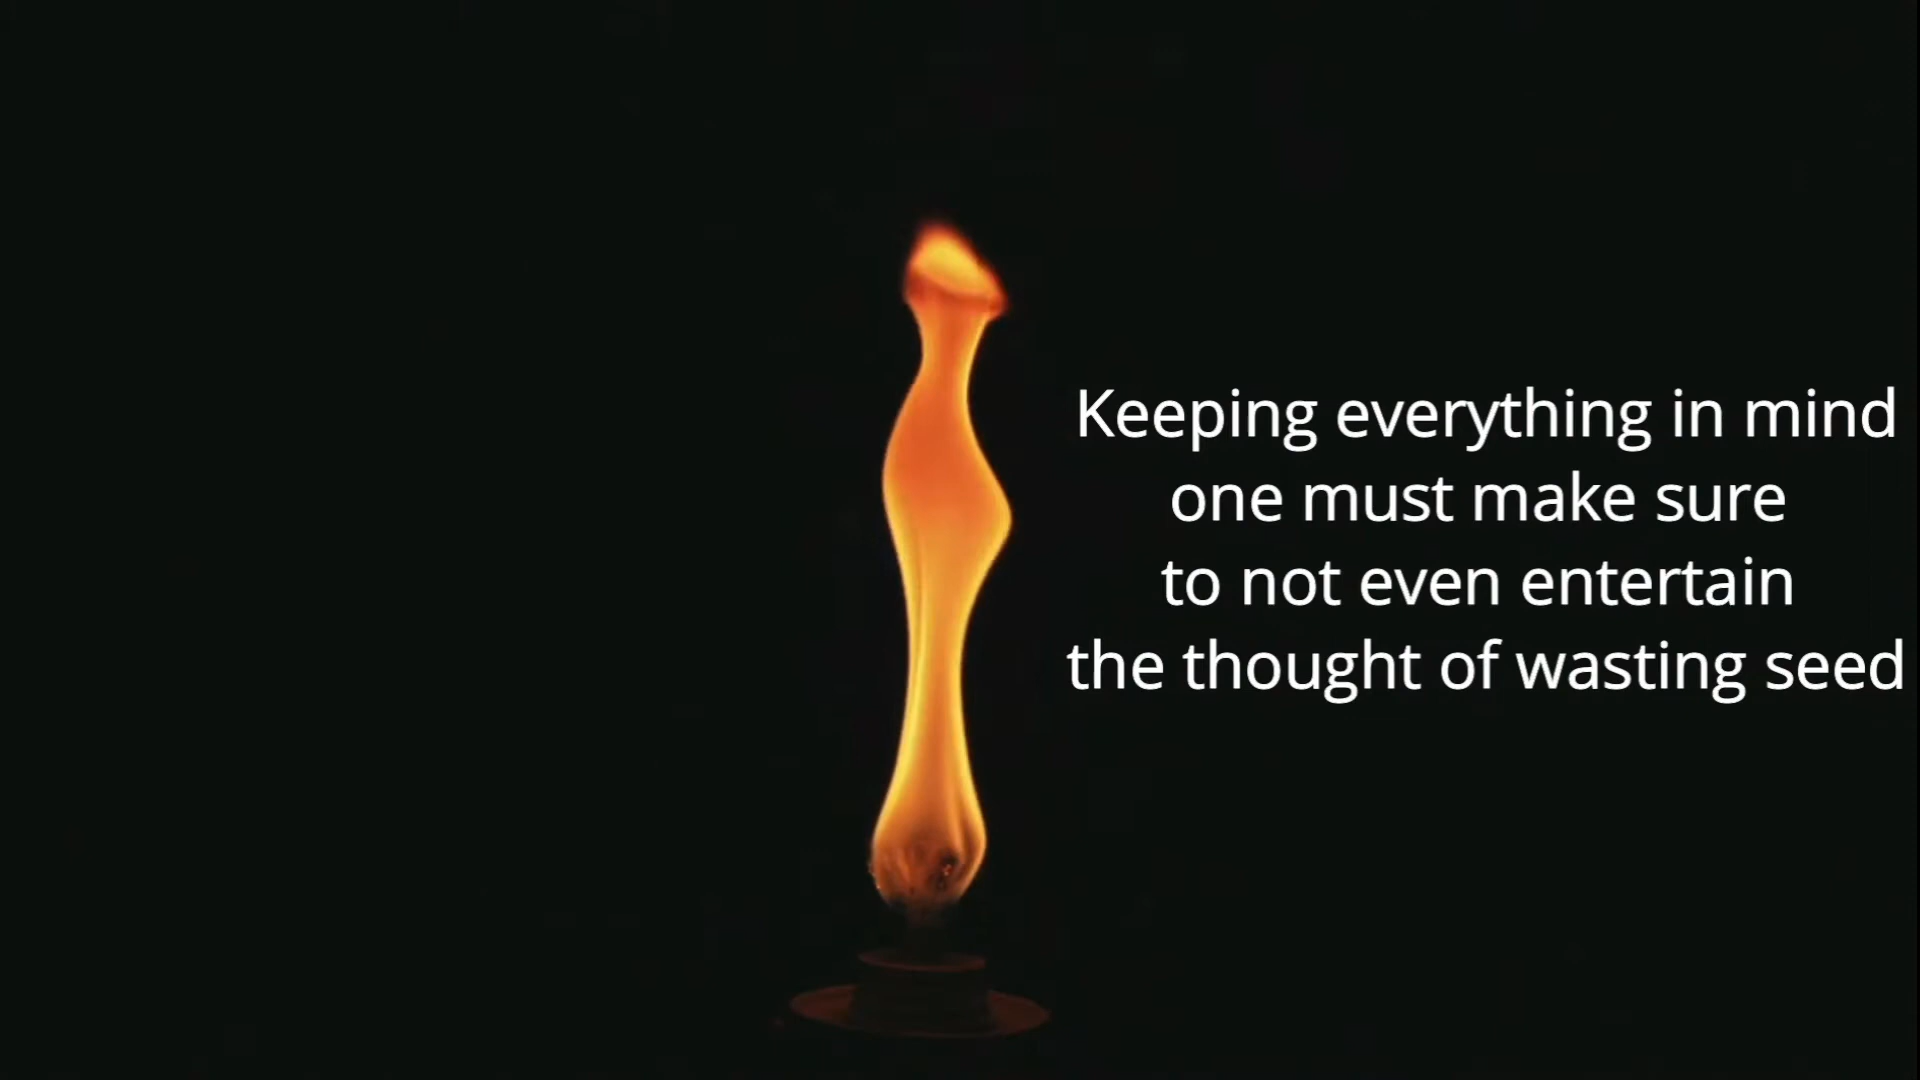 Keeping everything in mind
one must make sure
to not even entertain
the thought of wasting seed